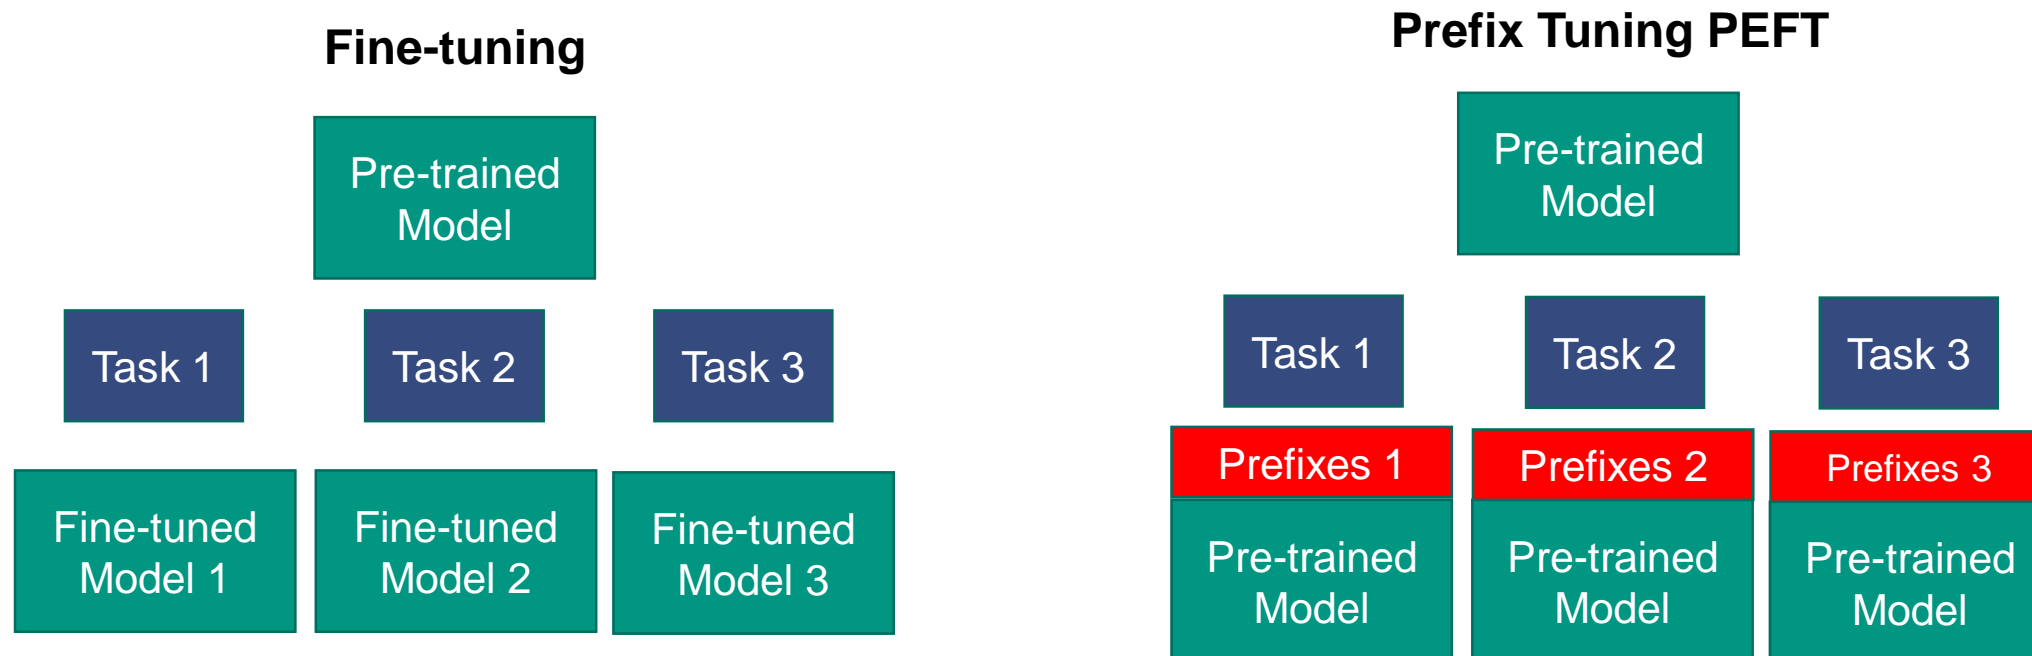 Fine-tuning
Pre-trained
Model
Task 1
Task 2
Task 3
Fine-tuned
Model 1
Fine-tuned
Model 2
Fine-tuned
Model 3
Prefix Tuning PEFT
Pre-trained
Model
Task 1
Task 2
Task 3
Prefixes 1
Prefixes 2
Prefixes 3
Pre-trained
Model
Pre-trained
Model
Pre-trained
Model